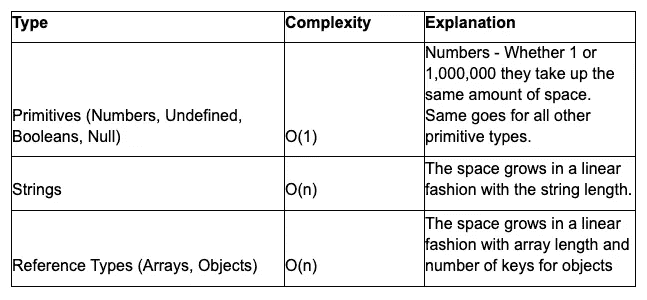 Type Complexity Explanation
Numbers - Whether 1 or
1,000,000 they take up the
same amount of space.
Primitives (Numbers, Undefined, Same goes for all other
Booleans, Null) O(1) primitive types.
The space grows in a linear
Strings O(n) fashion with the string length.
The space grows in a linear
fashion with array length and
Reference Types (Arrays, Objects) O(n) number of keys for objects